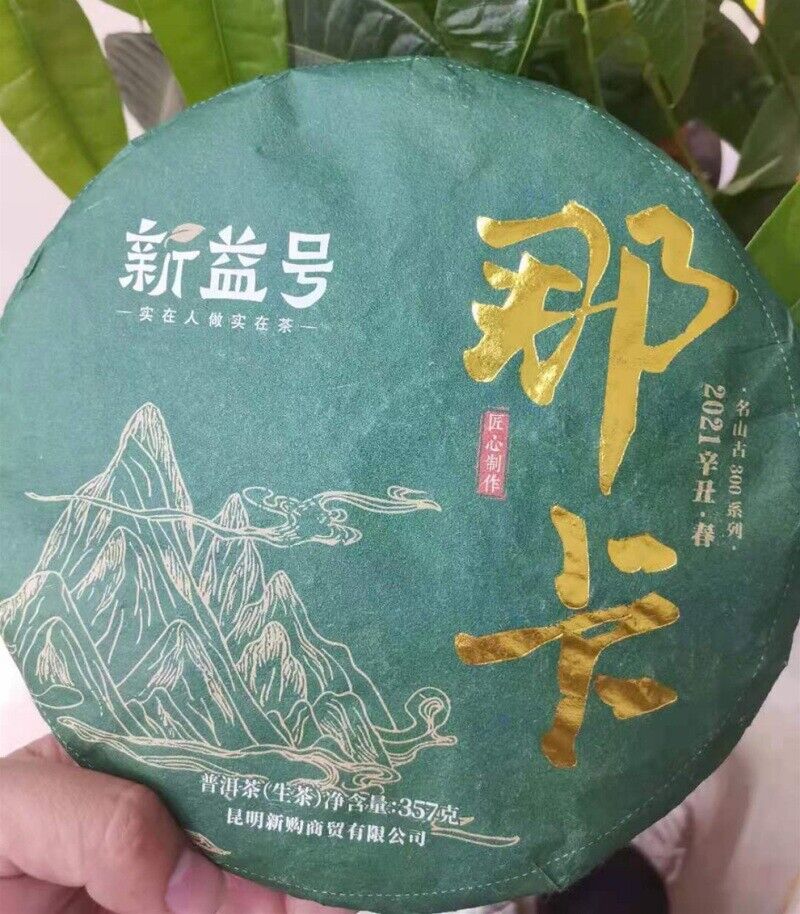 新益号
—实在人做实在茶—
那卡
匠心制作
·名山古300系列·
2021辛丑·春
普洱茶(生茶)净含量:357克
昆明新购商贸有限公司